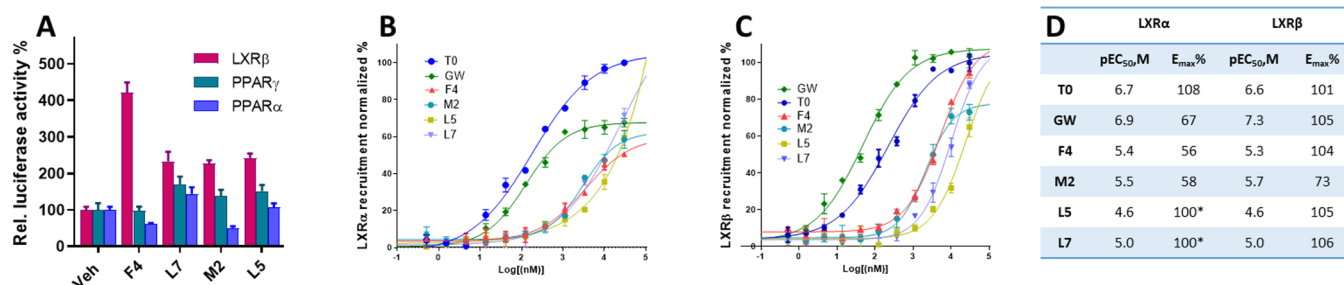 A
Rel. luciferase activity %
500
400
300
200
100
0
LXRβ
PPARγ
PPARα
Veh
F4
L7
M2
L5
B
LXRα recruitment normalized %
100
80
60
40
20
0
T0
GW
F4
M2
L5
L7
-1 0 1 2 3 4 5
Log[(nM)]
C
LXRβ recruitment normalized %
100
80
60
40
20
0
GW
T0
F4
M2
L5
L7
-1 0 1 2 3 4 5
Log[(nM)]
D
LXRα LXRβ
pEC50,M Emax% pEC50,M Emax%
T0 6.7 108 6.6 101
GW 6.9 67 7.3 105
F4 5.4 56 5.3 104
M2 5.5 58 5.7 73
L5 4.6 100* 4.6 105
L7 5.0 100* 5.0 106